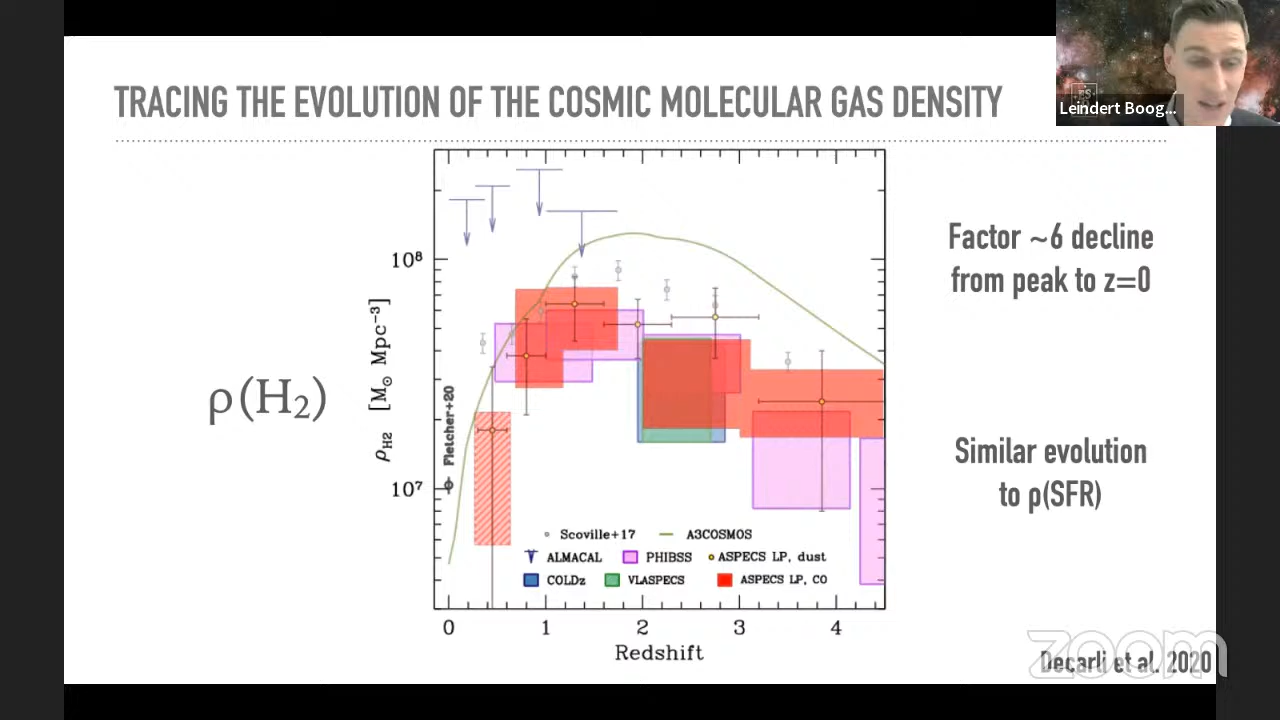 TRACING THE EVOLUTION OF THE COSMIC MOLECULAR GAS DENSITY
Leindert Boog...
ρ(H₂)
ρH2 [M⊙ Mpc⁻³]
10⁸
10⁷
Fletcher+20
Scoville+17
A3COSMOS
ALMACAL
PHIBSS
ASPECS LP, dust
COLDz
VLASPECS
ASPECS LP, CO
0 1 2 3 4
Redshift
Factor ~6 decline
from peak to z=0
Similar evolution
to ρ(SFR)
Decarli et al. 2020
zoom